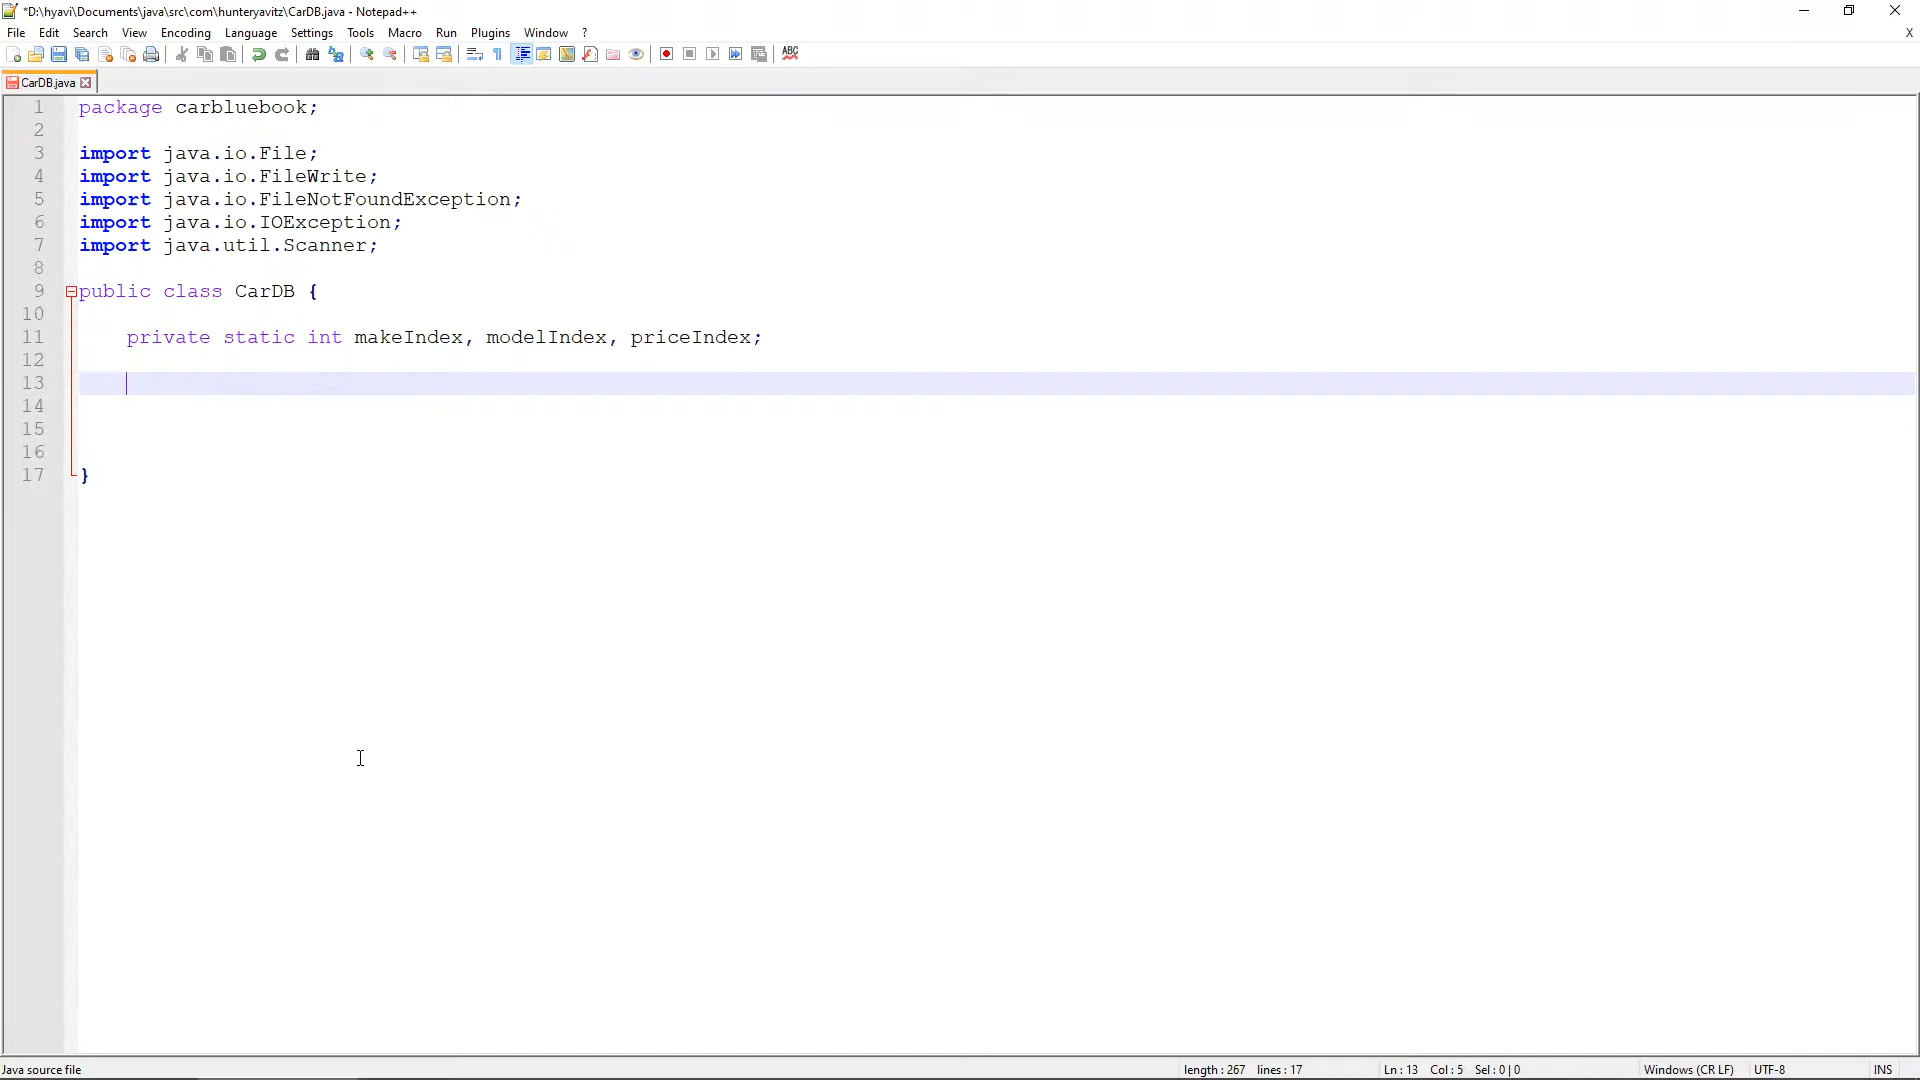 *D:\hyavi\Documents\java\src\com\hunteryavitz\CarDB.java - Notepad++
File Edit Search View Encoding Language Settings Tools Macro Run Plugins Window ? X
ABC
CarDB.java
1 package carbluebook;
2
3 import java.io.File;
4 import java.io.FileWrite;
5 import java.io.FileNotFoundException;
6 import java.io.IOException;
7 import java.util.Scanner;
8
9 public class CarDB {
10
11 private static int makeIndex, modelIndex, priceIndex;
12
13
14
15
16
17 }
Java source file length : 267 lines : 17 Ln : 13 Col : 5 Sel : 0 | 0 Windows (CR LF) UTF-8 INS